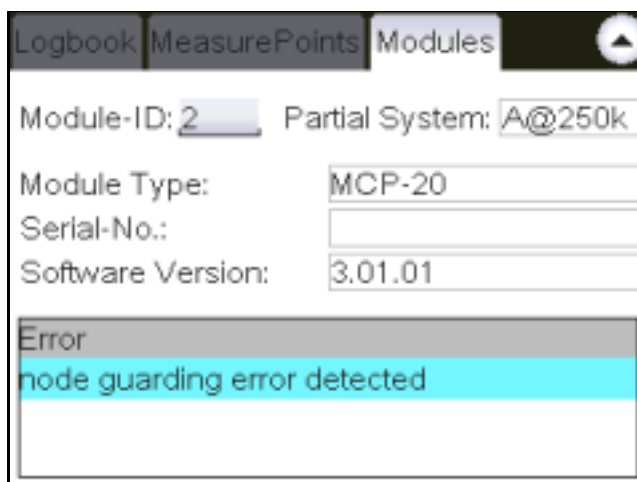 Logbook MeasurePoints Modules
Module-ID: 2 Partial System: A@250k
Module Type: MCP-20
Serial-No.:
Software Version: 3.01.01
Error
node guarding error detected